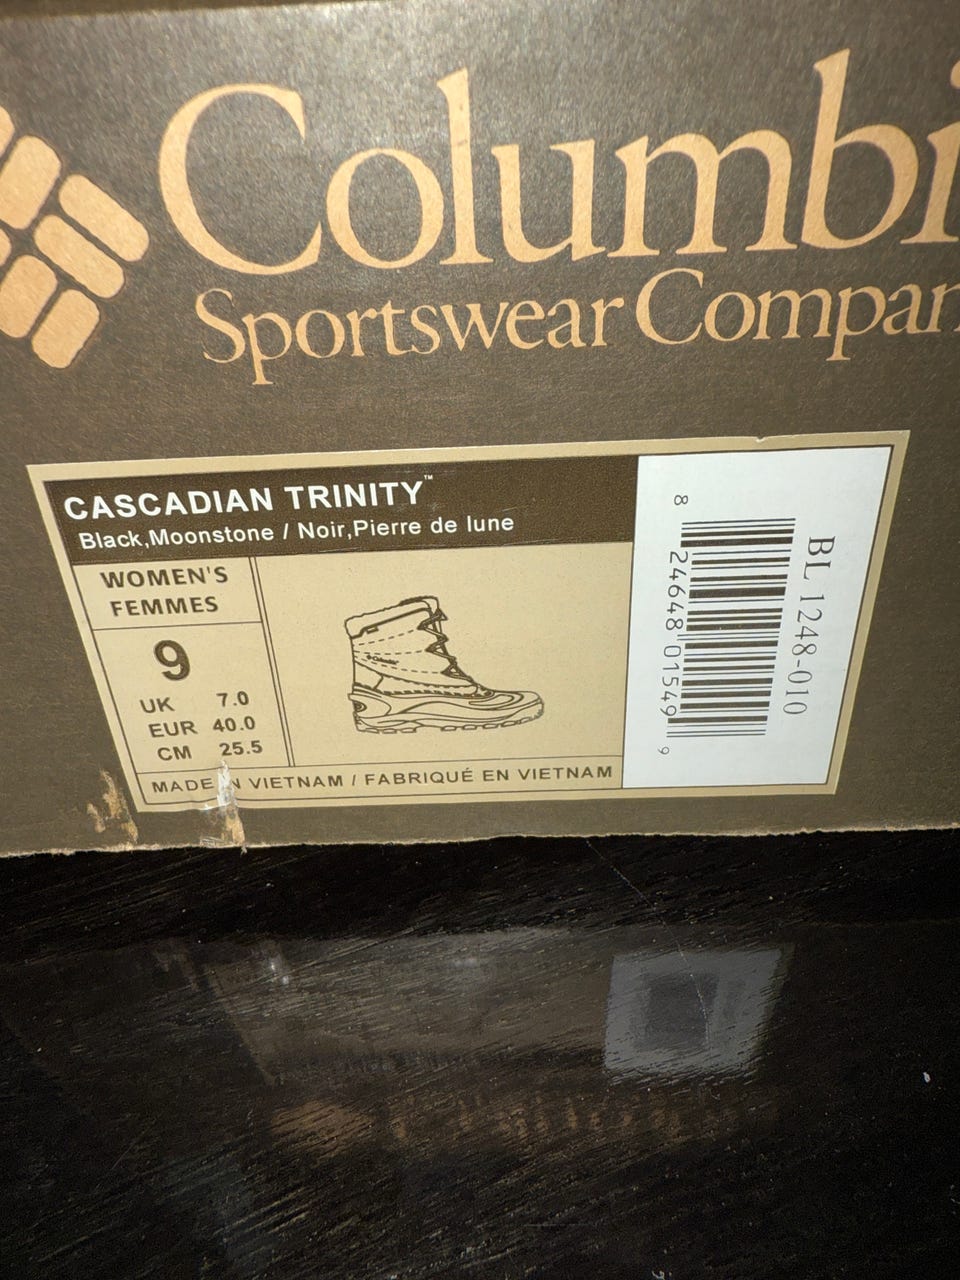 Columbi
Sportswear Compan
CASCADIAN TRINITY™
Black,Moonstone / Noir,Pierre de lune
WOMEN'S
FEMMES
9
UK 7.0
EUR 40.0
CM 25.5
Columbia
MADE IN VIETNAM / FABRIQUÉ EN VIETNAM
BL 1248-010
8 24648 01549 9